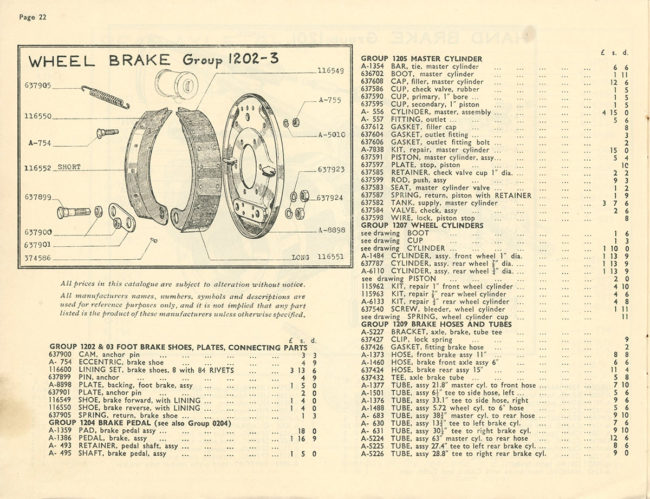 Page 22
WHEEL BRAKE Group 1202-3
637905
116550
A-754
116552 SHORT
637899
637900
637901
374586
116549
A-755
A-5010
637923
637924
A-8898
LONG 116551
All prices in this catalogue are subject to alteration without notice.
All manufacturers names, numbers, symbols and descriptions are
used for reference purposes only, and it is not implied that any part
listed is the product of these manufacturers unless otherwise specified.
£ s. d.
GROUP 1202 & 03 FOOT BRAKE SHOES, PLATES, CONNECTING PARTS
637900 CAM, anchor pin ... 3 3
A- 754 ECCENTRIC, brake shoe ... 4 9
116600 LINING SET, brake shoes, 8 with 84 RIVETS 3 13 6
637899 PIN, anchor ... 4 9
A-8898 PLATE, backing, foot brake, assy ... 1 5 0
637901 PLATE, anchor pin ... 2 0
116549 SHOE, brake forward, with LINING ... 1 4 0
116550 SHOE, brake reverse, with LINING ... 1 4 0
637905 SPRING, return, brake shoe ... 1 3
GROUP 1204 BRAKE PEDAL (see also Group 0204)
A-1359 PAD, brake pedal assy ... 18 0
A-1386 PEDAL, brake, assy ... 1 16 9
A- 493 RETAINER, pedal shaft, assy ...
A- 495 SHAFT, brake pedal, assy ... 1 5 0
£ s. d.
GROUP 1205 MASTER CYLINDER
A-1354 BAR, tie, master cylinder ... 6 6
636702 BOOT, master cylinder ... 1 11
637608 CAP, filler, master cylinder ... 12 6
637586 CUP, check valve, rubber ... 1 5
637590 CUP, primary, 1" bore ... 1 5
637595 CUP, secondary, 1" piston ... 1 5
A- 556 CYLINDER, master, assembly ... 4 15 0
A- 557 FITTING, outlet ... 5 6
637612 GASKET, filler cap ... 8
637604 GASKET, outlet fitting ... 3
637606 GASKET, outlet fitting bolt ... 2
A-7838 KIT, repair, master cylinder ... 15 0
637591 PISTON, master cylinder, assy ... 5 4
637597 PLATE, stop, piston ... 10
637585 RETAINER, check valve cup 1" dia. ... 2 2
637599 ROD, push, assy ... 9 3
637583 SEAT, master cylinder valve ... 1 2
637587 SPRING, return, piston with RETAINER ... 1 9
637582 TANK, supply, master cylinder ... 3 7 6
637584 VALVE, check, assy ... 2 6
637598 WIRE, lock, piston stop ... 8
GROUP 1207 WHEEL CYLINDERS
see drawing BOOT ... 1 6
see drawing CUP ... 1 3
see drawing CYLINDER ... 1 10 0
A-1484 CYLINDER, assy. front wheel 1" dia. ... 1 13 9
637787 CYLINDER, assy. rear wheel ¾" dia. ... 1 13 9
A-6110 CYLINDER, assy. rear wheel ⅞" dia. ... 1 13 9
see drawing PISTON ... 2 0
115962 KIT, repair 1" front wheel cylinder ... 4 10
115963 KIT, repair ¾" rear wheel cylinder ... 4 6
A-6133 KIT, repair ⅞" rear wheel cylinder ... 4 8
637540 SCREW, bleeder, wheel cylinder ... 1 11
see drawing SPRING, wheel cylinder cup ... 11
GROUP 1209 BRAKE HOSES AND TUBES
A-5227 BRACKET, axle, brake, tube tee
637427 CLIP, lock spring ... 9
637426 GASKET, fitting brake hose ... 2
A-1373 HOSE, front brake assy 11" ... 8 8
A-1460 HOSE, brake front axle assy 6" ... 6 6
637424 HOSE, brake rear assy 15" ... 11 4
637432 TEE, axle brake tube ... 5 8
A-1377 TUBE, assy 21.8" master cyl. to front hose ... 7 10
A-1501 TUBE, assy 6½" tee to side hose, left ... 5 6
A-1376 TUBE, assy 33.1" tee to side hose, right ... 9 6
A-1488 TUBE, assy 5.72 wheel cyl. to 6" hose ... 5 6
A- 683 TUBE, assy 38¾" master cyl. to rear hose ... 9 10
A- 630 TUBE, assy 13½" tee to left brake cyl. ... 7 6
A- 631 TUBE, assy 30½" tee to right brake cyl. ... 9 10
A-5224 TUBE, assy 63" master cyl. to rear hose ... 12 6
A-5225 TUBE, assy 27.4" tee to left rear brake cyl. ... 8 6
A-5226 TUBE, assy 28.8" tee to right rear brake cyl. ... 9 0